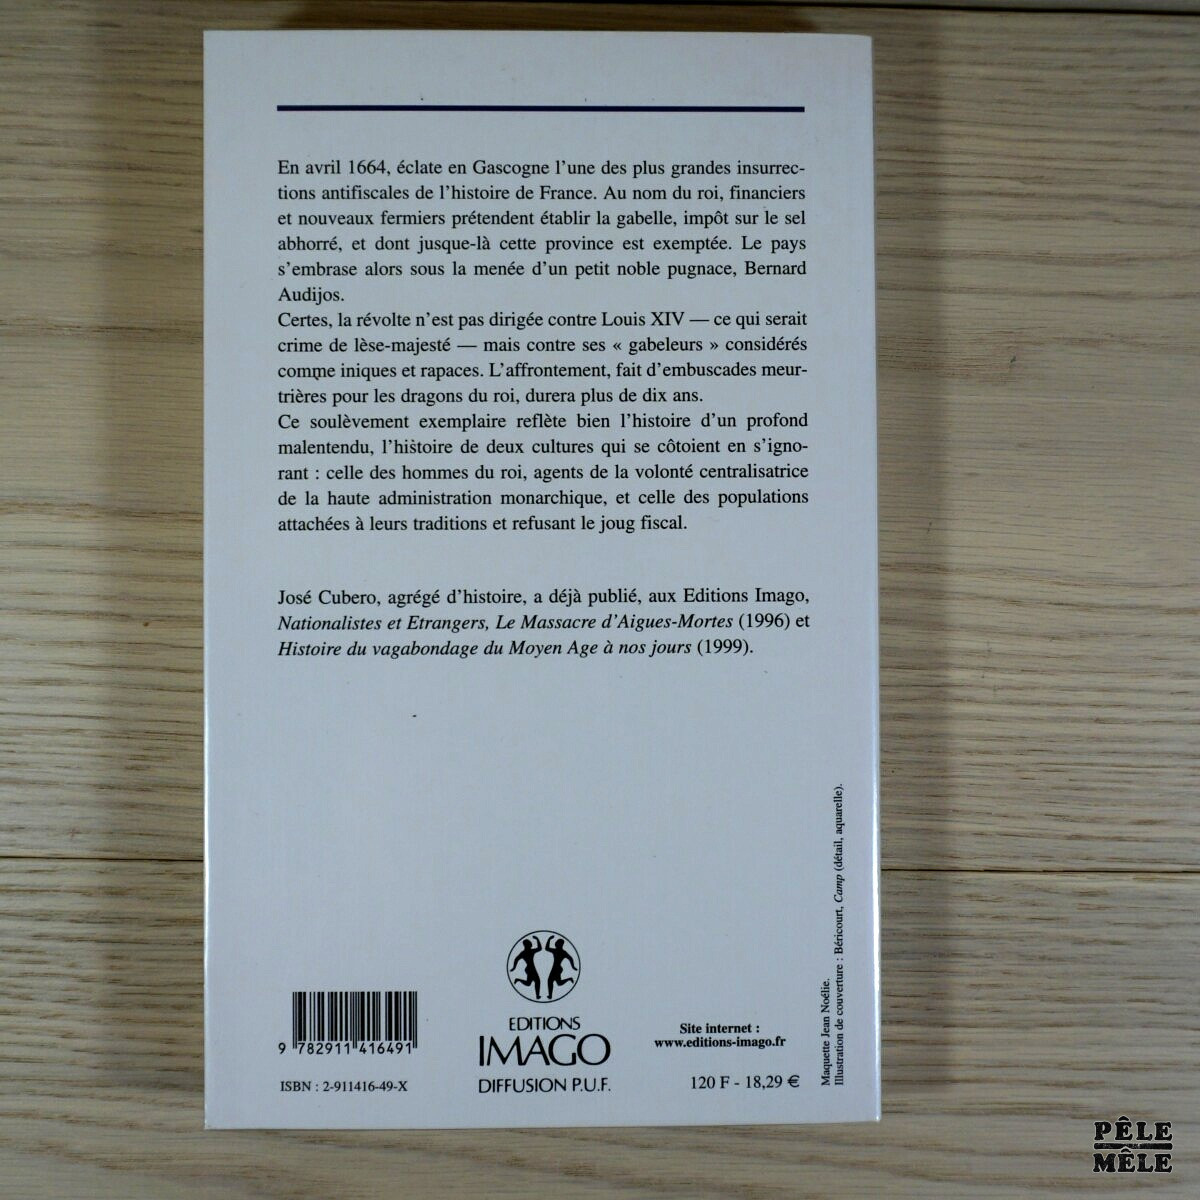 En avril 1664, éclate en Gascogne l'une des plus grandes insurrec-
tions antifiscales de l'histoire de France. Au nom du roi, financiers
et nouveaux fermiers prétendent établir la gabelle, impôt sur le sel
abhorré, et dont jusque-là cette province est exemptée. Le pays
s'embrase alors sous la menée d'un petit noble pugnace, Bernard
Audijos.
Certes, la révolte n'est pas dirigée contre Louis XIV — ce qui serait
crime de lèse-majesté — mais contre ses « gabeleurs » considérés
comme iniques et rapaces. L'affrontement, fait d'embuscades meur-
trières pour les dragons du roi, durera plus de dix ans.
Ce soulèvement exemplaire reflète bien l'histoire d'un profond
malentendu, l'histoire de deux cultures qui se côtoient en s'igno-
rant : celle des hommes du roi, agents de la volonté centralisatrice
de la haute administration monarchique, et celle des populations
attachées à leurs traditions et refusant le joug fiscal.
José Cubero, agrégé d'histoire, a déjà publié, aux Editions Imago,
Nationalistes et Etrangers, Le Massacre d'Aigues-Mortes (1996) et
Histoire du vagabondage du Moyen Age à nos jours (1999).
9 782911 416491
ISBN : 2-911416-49-X
EDITIONS
IMAGO
DIFFUSION P.U.F.
Site internet :
www.editions-imago.fr
120 F - 18,29 €
Maquette Jean Noélie.
Illustration de couverture : Béricourt, Camp (détail, aquarelle).
PÊLE
MÊLE